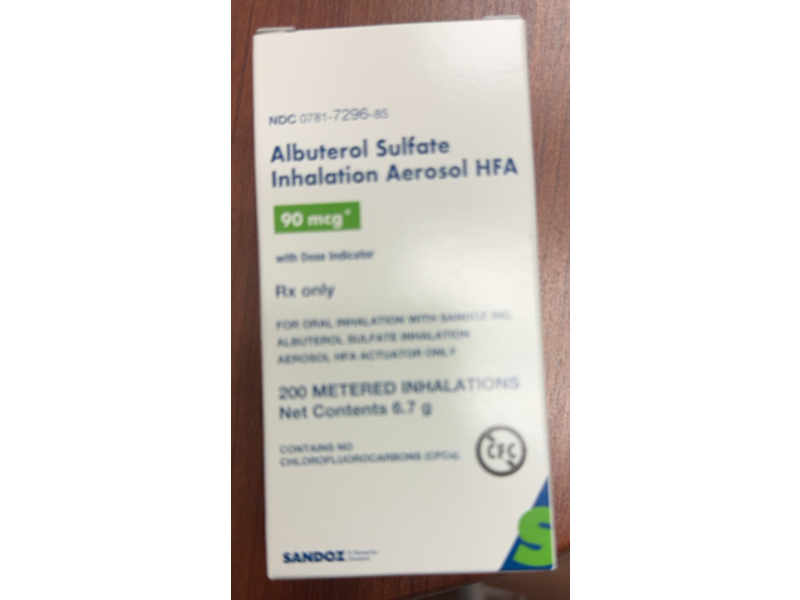 NDC 0781-7296-85
Albuterol Sulfate
Inhalation Aerosol HFA
90 mcg*
with Dose Indicator
Rx only
FOR ORAL INHALATION WITH SANDOZ INC.
ALBUTEROL SULFATE INHALATION
AEROSOL HFA ACTUATOR ONLY
200 METERED INHALATIONS
Net Contents 6.7 g
CONTAINS NO
CHLOROFLUOROCARBONS (CFCs).
CFC
S
SANDOZ